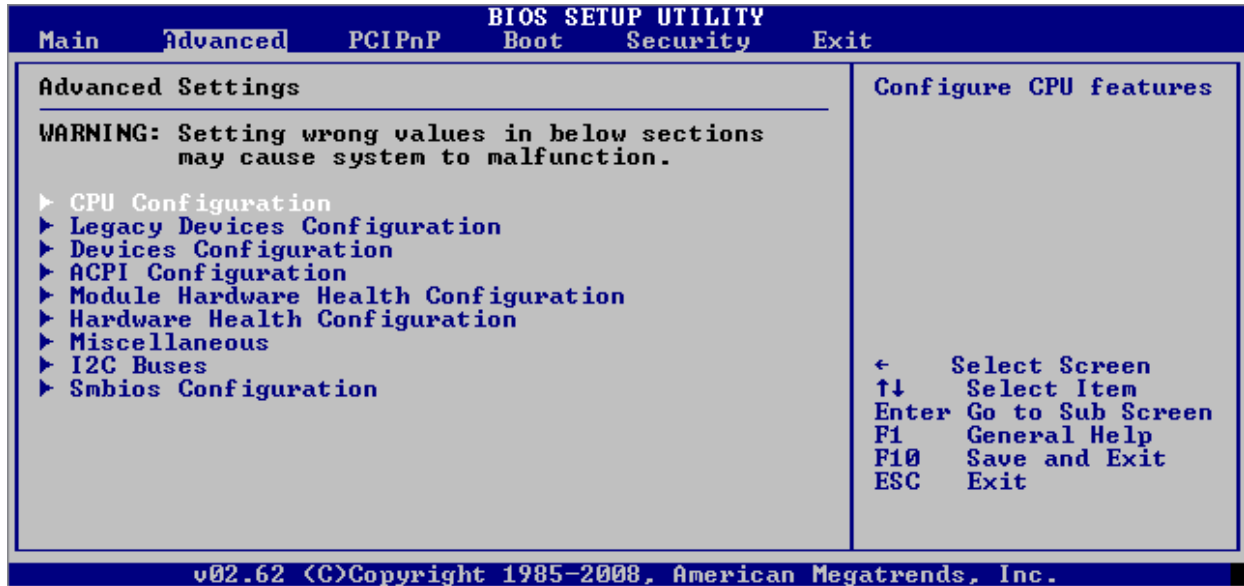 BIOS SETUP UTILITY
Main Advanced PCIPnP Boot Security Exit
Advanced Settings
WARNING: Setting wrong values in below sections
may cause system to malfunction.
► CPU Configuration
► Legacy Devices Configuration
► Devices Configuration
► ACPI Configuration
► Module Hardware Health Configuration
► Hardware Health Configuration
► Miscellaneous
► I2C Buses
► Smbios Configuration
Configure CPU features
← Select Screen
↑↓ Select Item
Enter Go to Sub Screen
F1 General Help
F10 Save and Exit
ESC Exit
v02.62 (C)Copyright 1985-2008, American Megatrends, Inc.